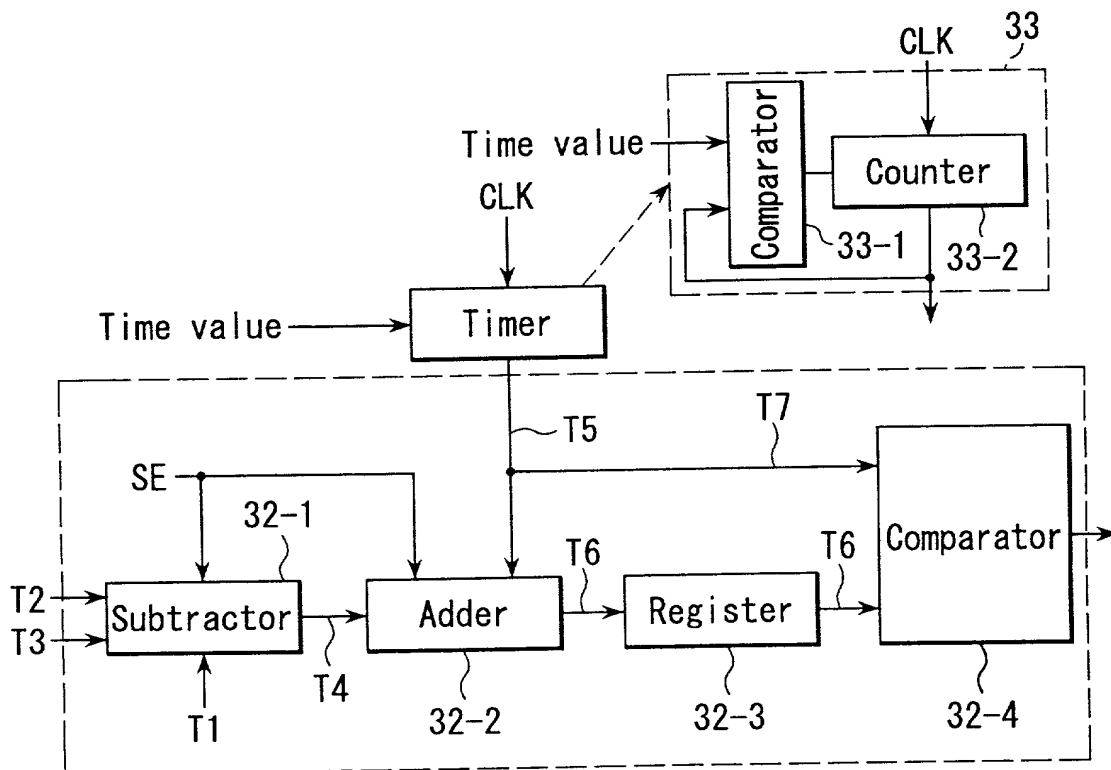 33
CLK
Time value
Comparator
Counter
33-1
33-2
CLK
Time value
Timer
T5
T7
SE
32-1
T2
T3
Subtractor
T4
T1
Adder
32-2
T6
Register
32-3
T6
Comparator
32-4